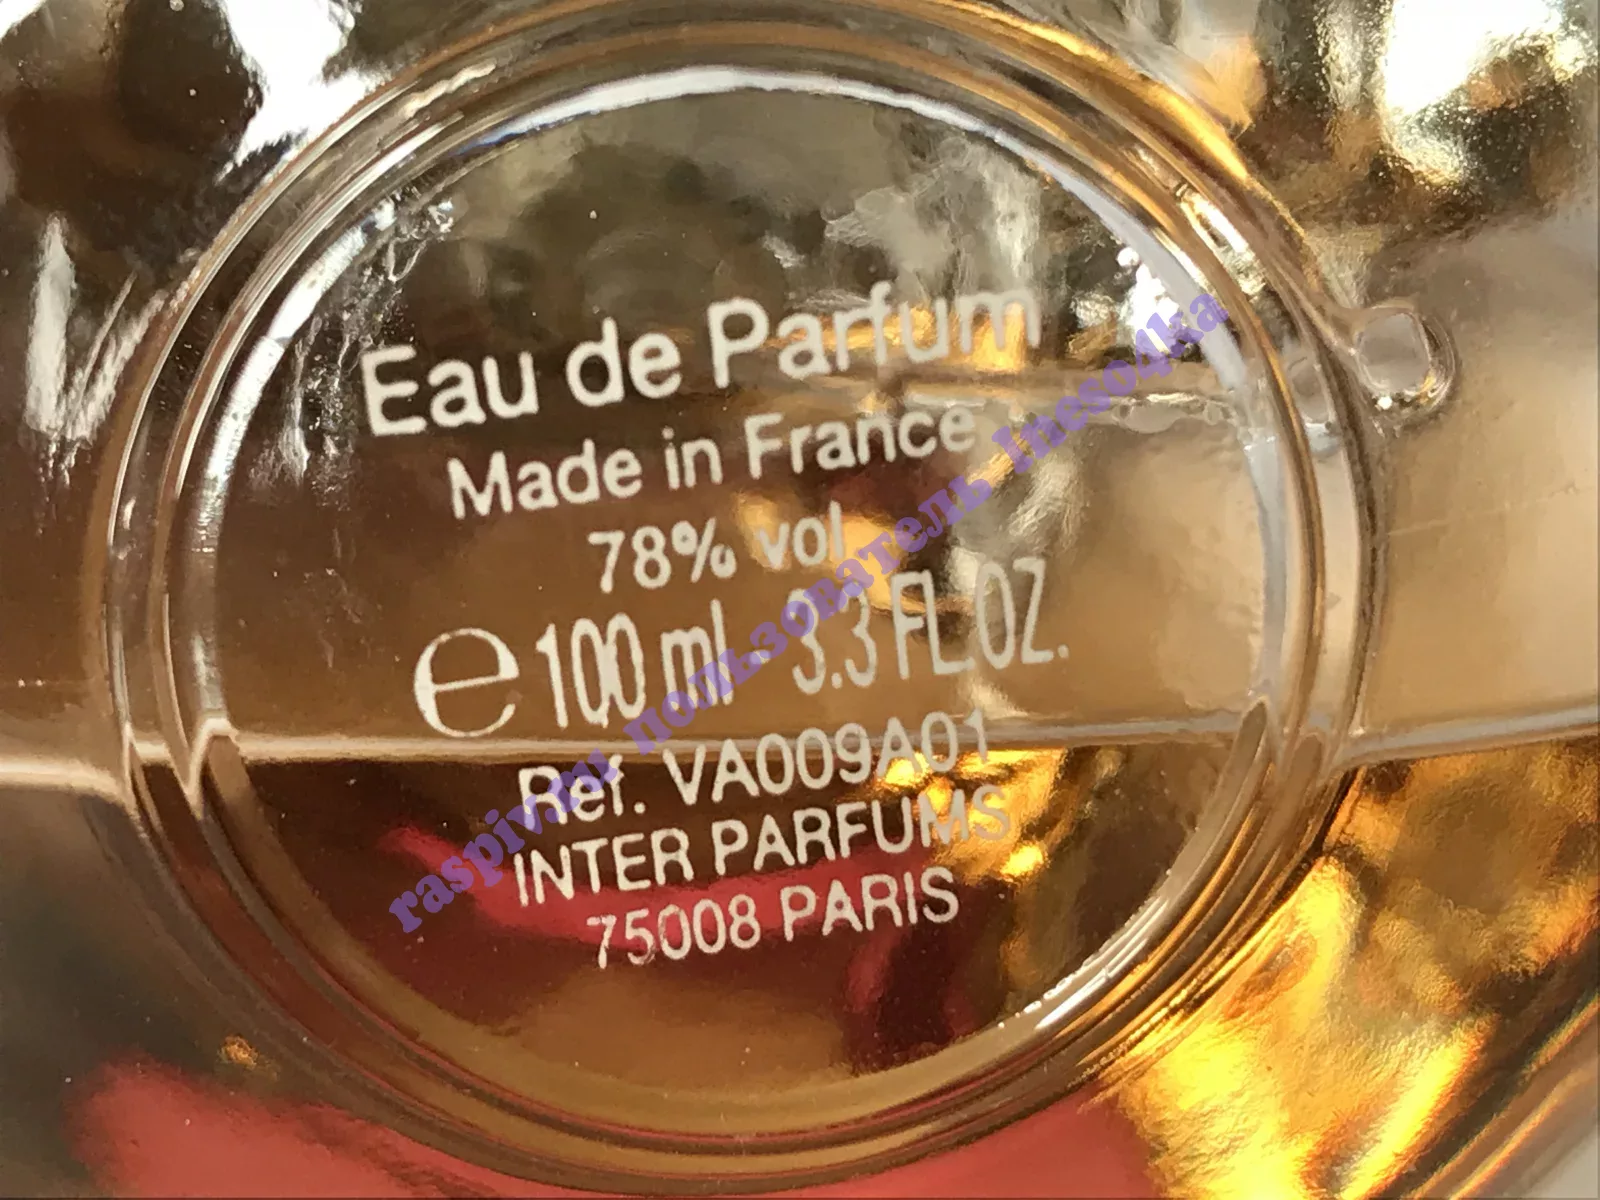 Eau de Parfum
Made in France
78% vol
℮ 100 ml - 3.3 FL.OZ.
Ref. VA009A01
INTER PARFUMS
75008 PARIS
raspiv.ru пользователь Ineso4ka